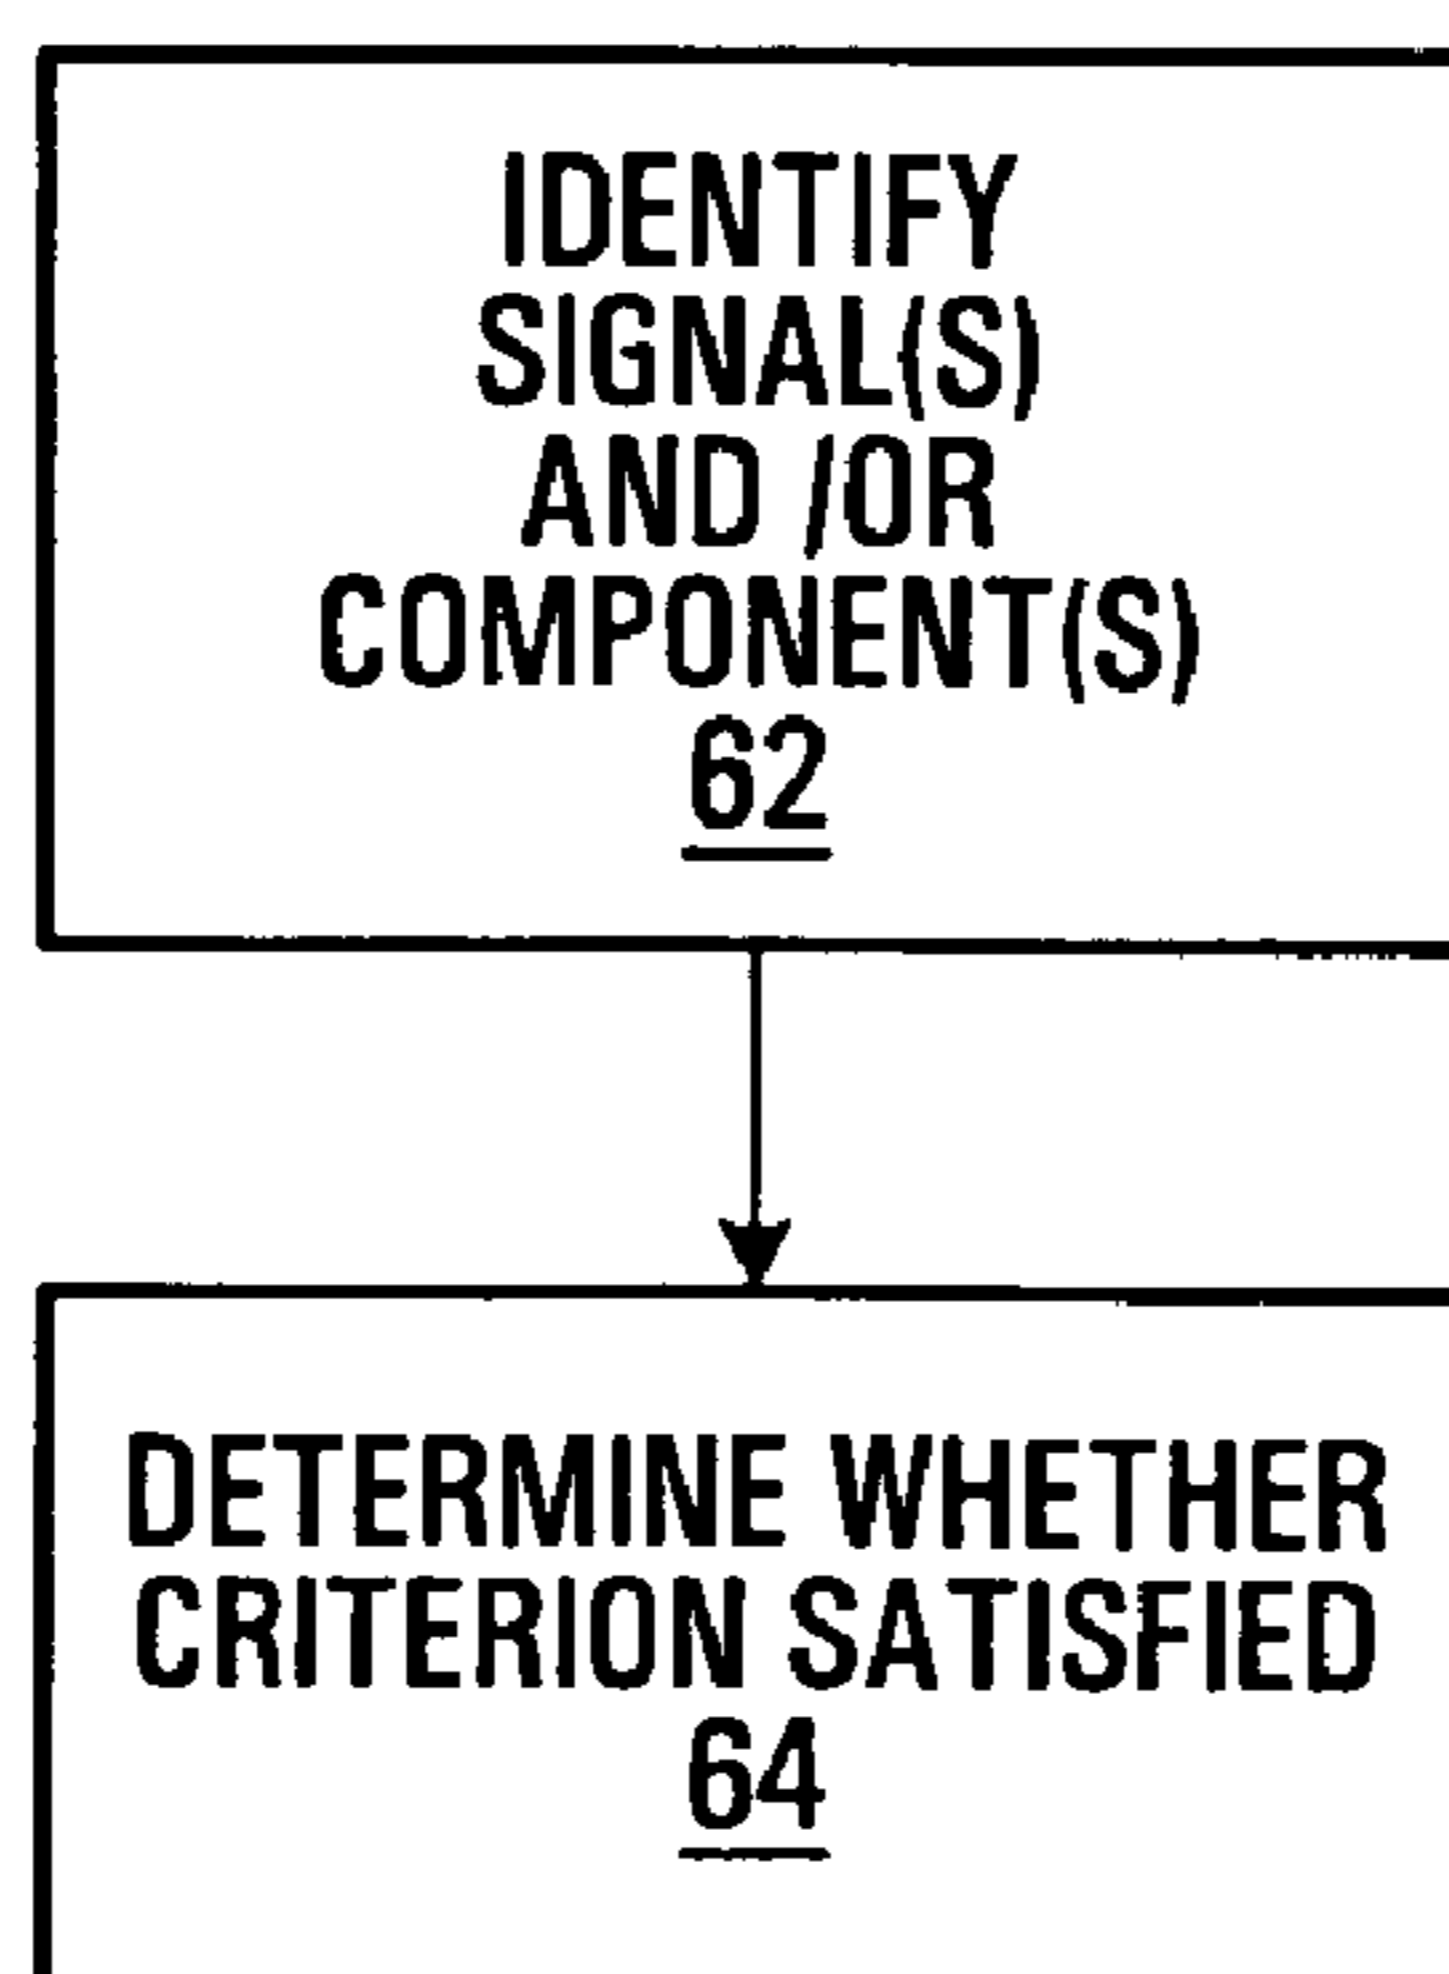 IDENTIFY
SIGNAL(S)
AND /OR
COMPONENT(S)
62
DETERMINE WHETHER
CRITERION SATISFIED
64